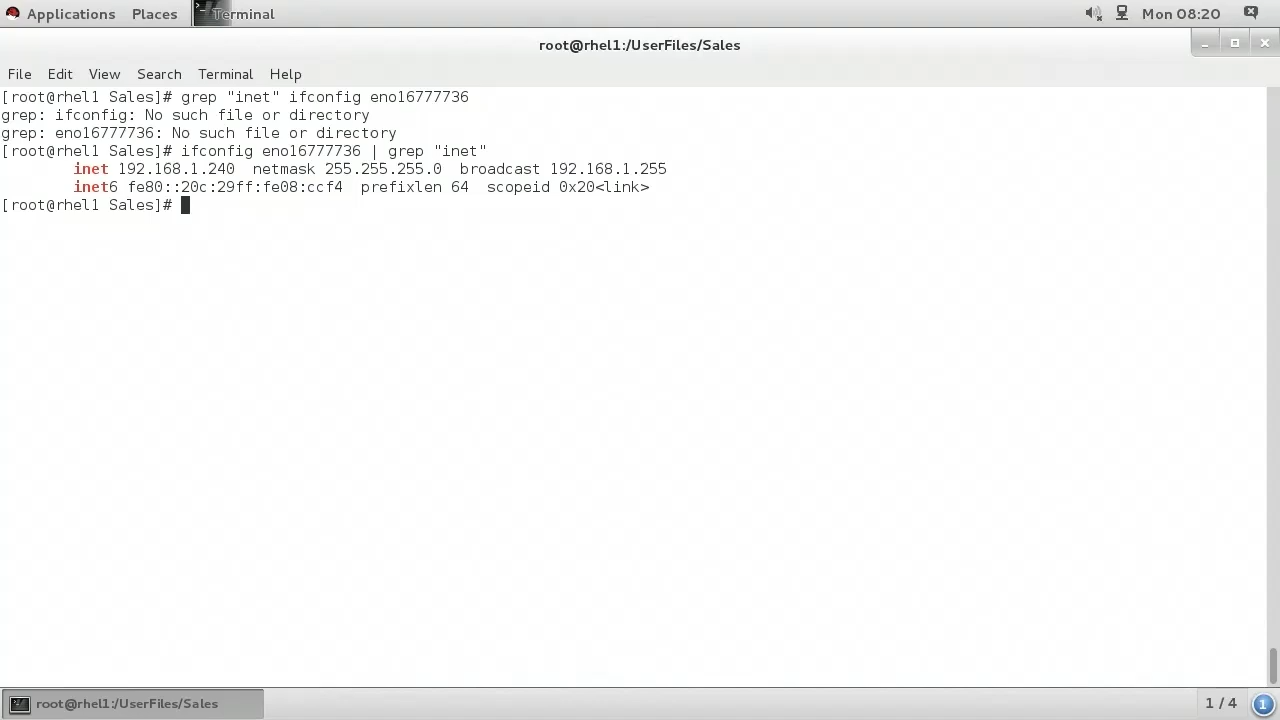 Applications Places Terminal Mon 08:20
root@rhel1:/UserFiles/Sales
File Edit View Search Terminal Help
[root@rhel1 Sales]# grep "inet" ifconfig eno16777736
grep: ifconfig: No such file or directory
grep: eno16777736: No such file or directory
[root@rhel1 Sales]# ifconfig eno16777736 | grep "inet"
inet 192.168.1.240  netmask 255.255.255.0  broadcast 192.168.1.255
inet6 fe80::20c:29ff:fe08:ccf4  prefixlen 64  scopeid 0x20<link>
[root@rhel1 Sales]#
root@rhel1:/UserFiles/Sales 1 / 4 1